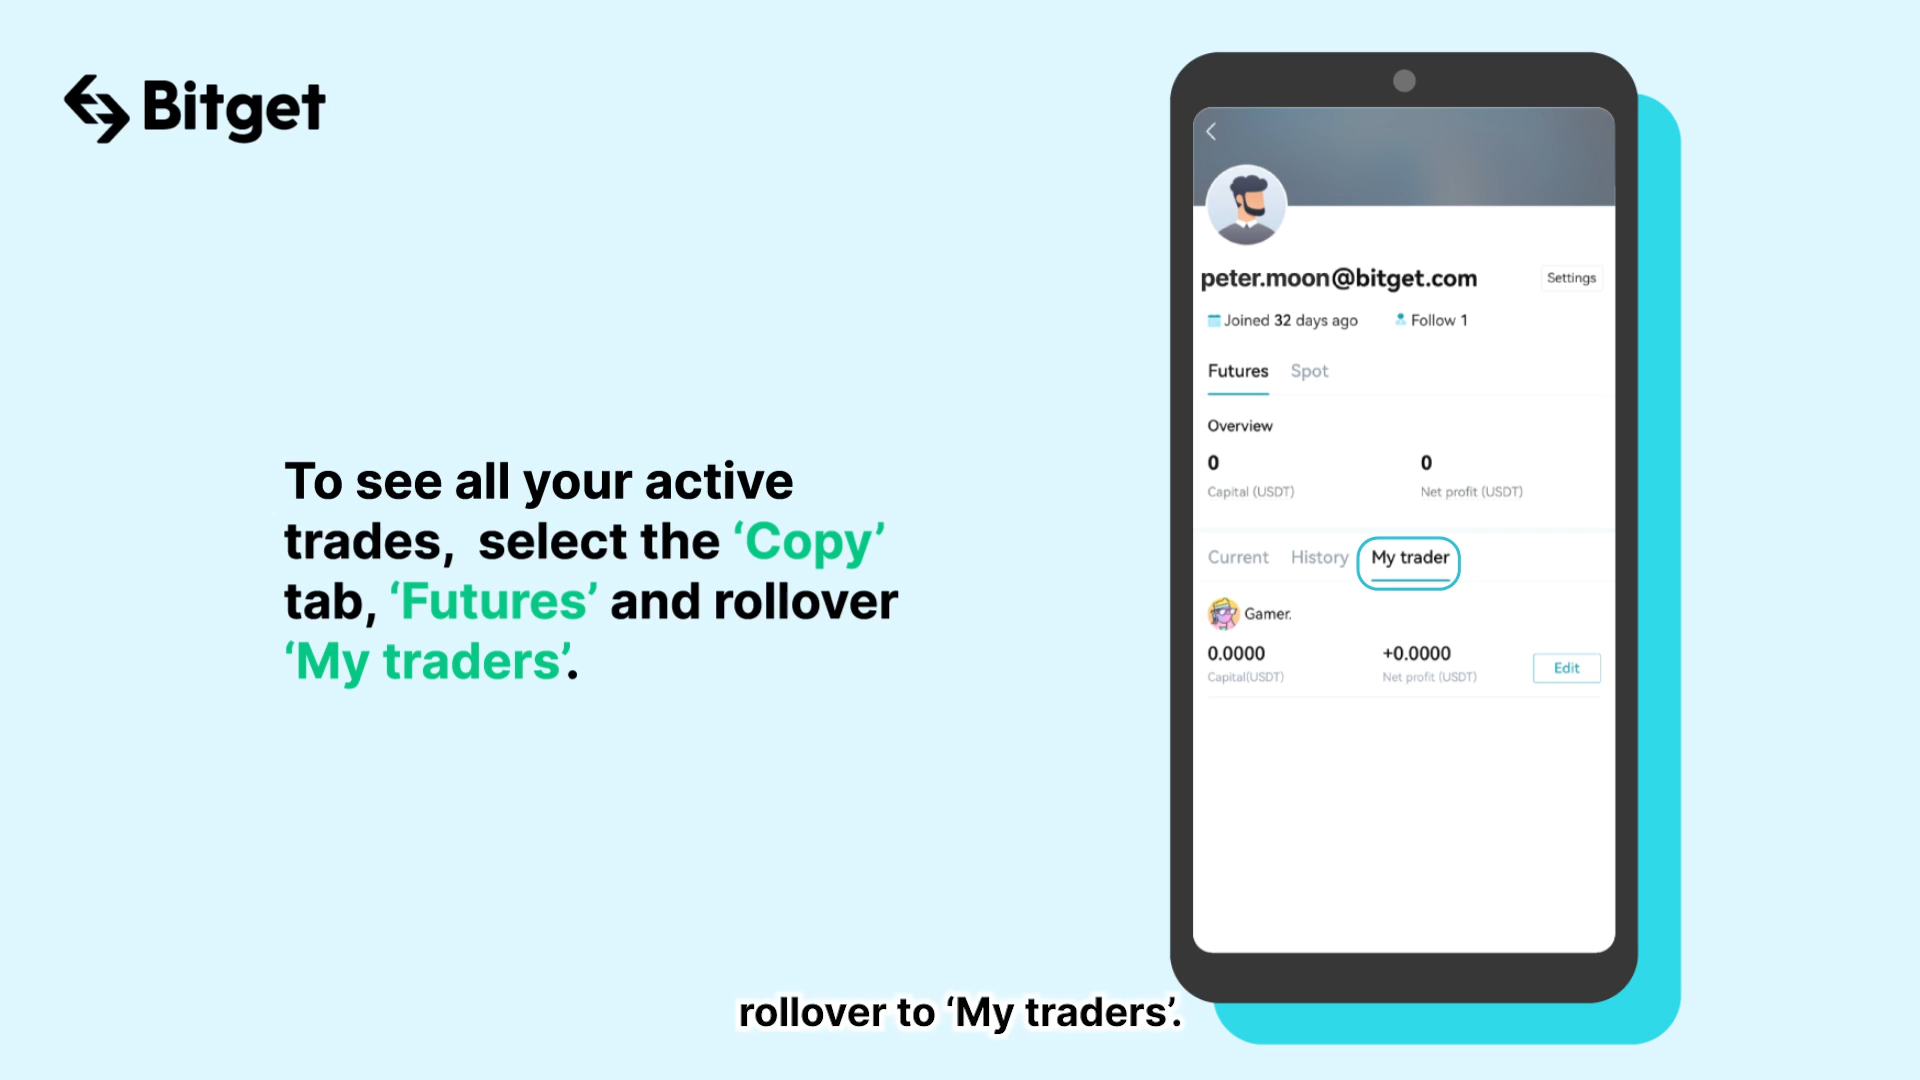 Bitget
To see all your active
trades, select the ‘Copy’
tab, ‘Futures’ and rollover
‘My traders’.
peter.moon@bitget.com
Settings
Joined 32 days ago
Follow 1
Futures
Spot
Overview
0
0
Capital (USDT)
Net profit (USDT)
Current
History
My trader
Gamer.
0.0000
+0.0000
Capital(USDT)
Net profit (USDT)
Edit
rollover to ‘My traders’.